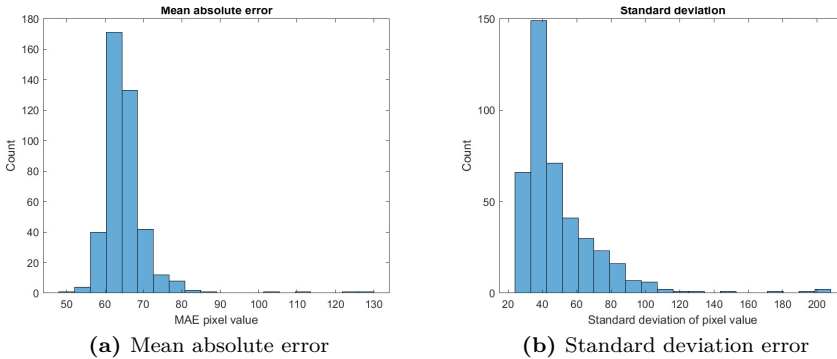 Mean absolute error
180
160
140
120
100
80
60
40
20
0
Count
50 60 70 80 90 100 110 120 130
MAE pixel value
(a) Mean absolute error
Standard deviation
150
100
50
0
Count
20 40 60 80 100 120 140 160 180 200
Standard deviation of pixel value
(b) Standard deviation error